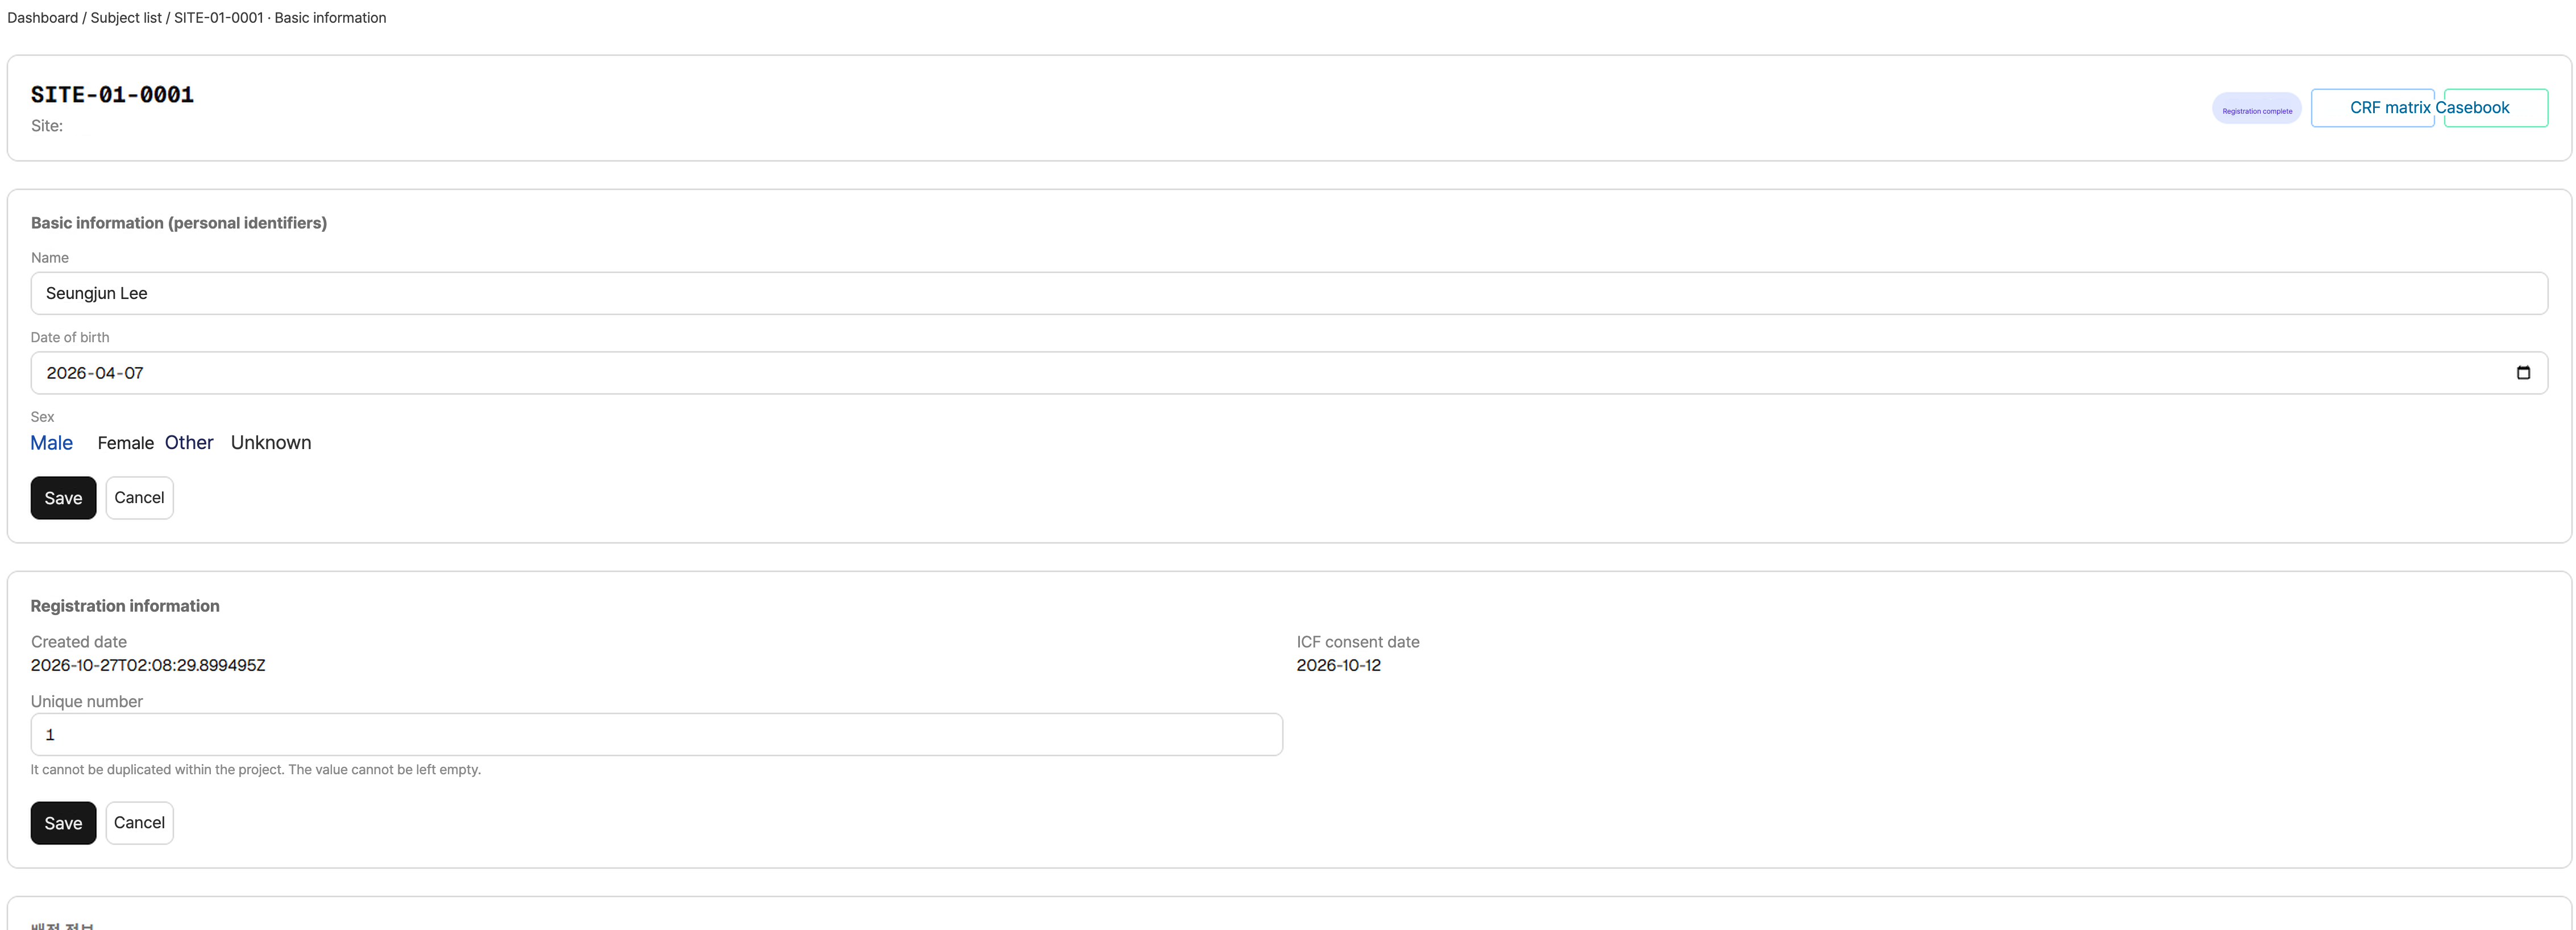 Dashboard / Subject list / SITE-01-0001 · Basic information
SITE-01-0001
Site:
Registration complete
CRF matrix
Casebook
Basic information (personal identifiers)
Name
Seungjun Lee
Date of birth
2026-04-07
Sex
Male Female Other Unknown
Save Cancel
Registration information
Created date
2026-10-27T02:08:29.899495Z
ICF consent date
2026-10-12
Unique number
1
It cannot be duplicated within the project. The value cannot be left empty.
Save Cancel